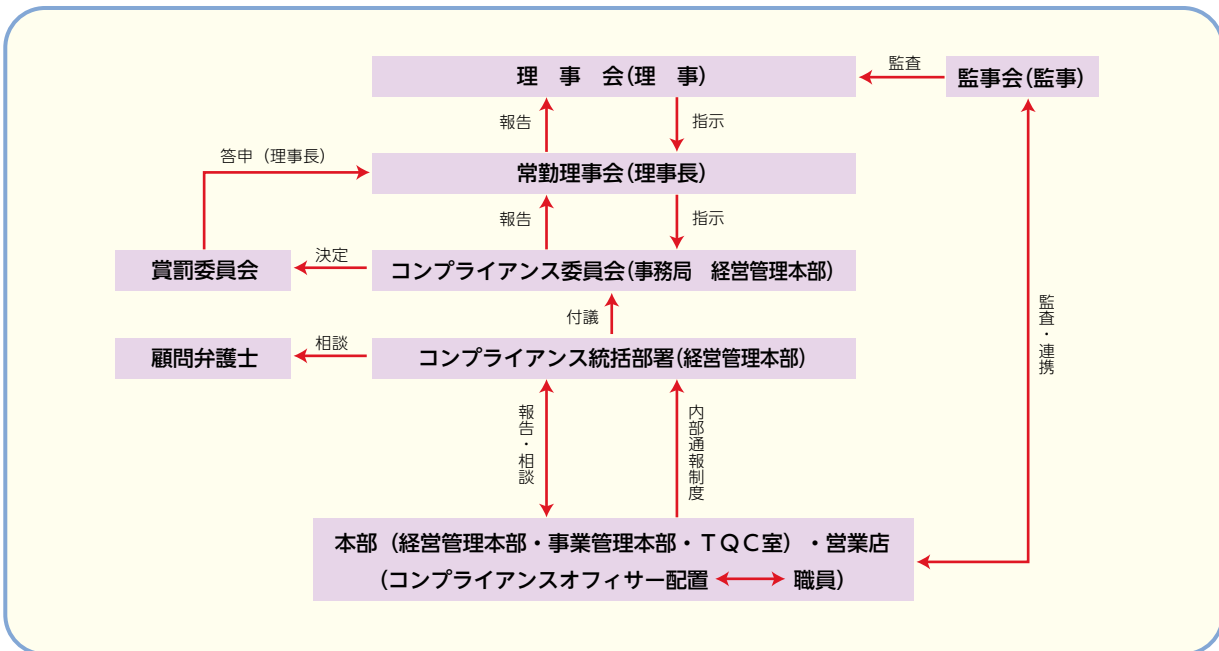 理　事　会(理　事)
監査
監事会(監事)
報告
指示
答申（理事長）
常勤理事会(理事長)
報告
指示
賞罰委員会
決定
コンプライアンス委員会(事務局　経営管理本部)
付議
顧問弁護士
相談
コンプライアンス統括部署(経営管理本部)
監査・連携
報告・相談
内部通報制度
本部（経営管理本部・事業管理本部・ＴＱＣ室）・営業店
(コンプライアンスオフィサー配置　職員)